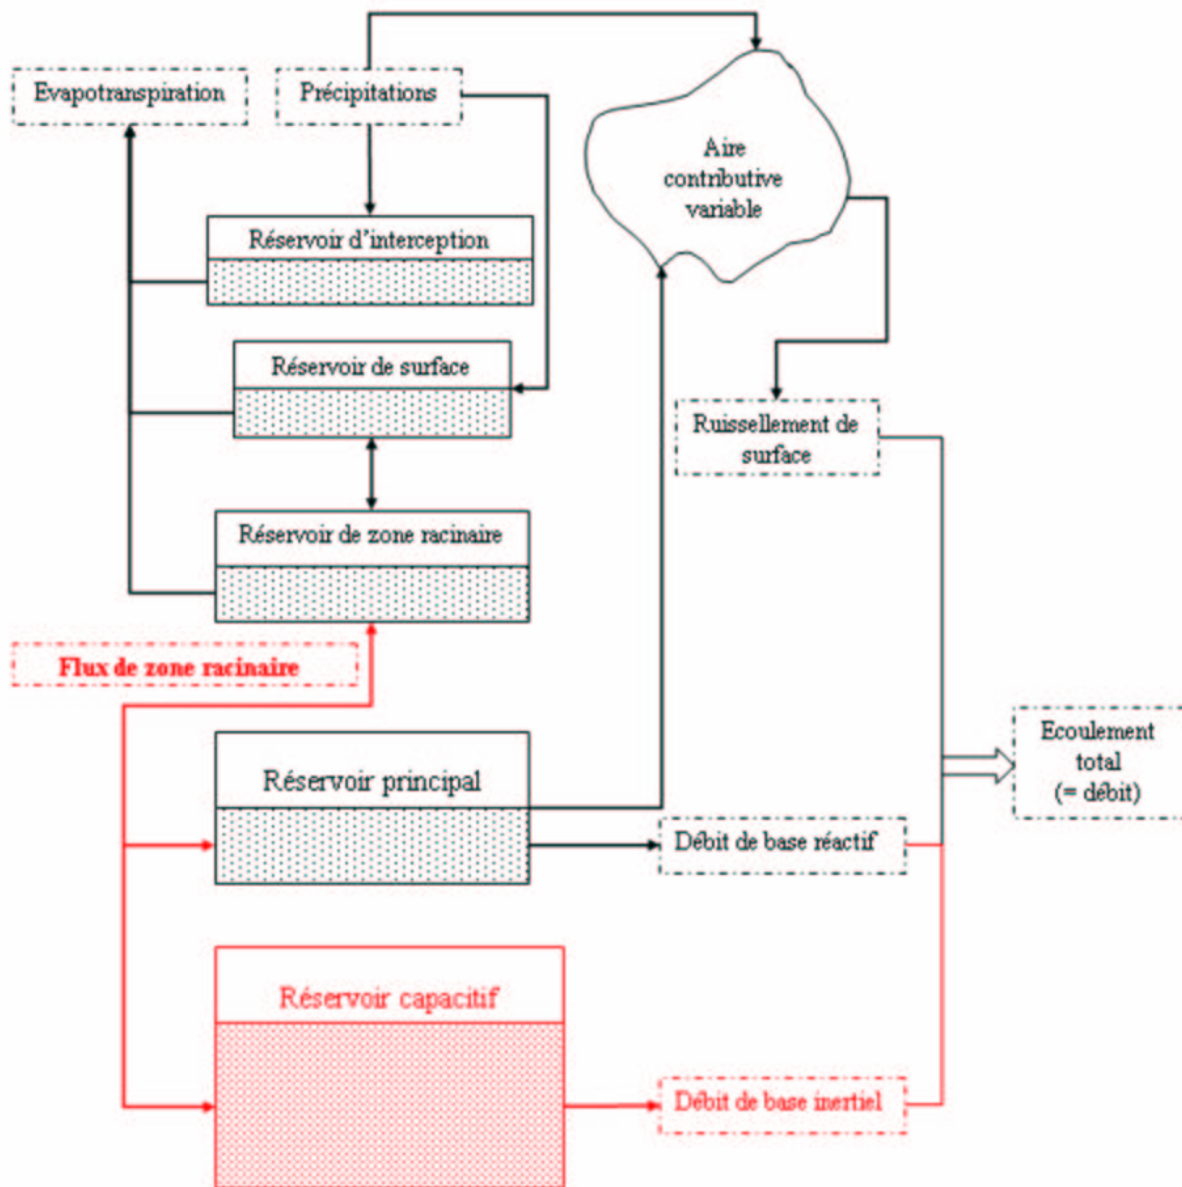 Evapotranspiration
Précipitations
Aire
contributive
variable
Réservoir d'interception
Réservoir de surface
Ruissellement de
surface
Réservoir de zone racinaire
Flux de zone racinaire
Ecoulement
total
(= débit)
Réservoir principal
Débit de base réactif
Réservoir capacitif
Débit de base inertiel